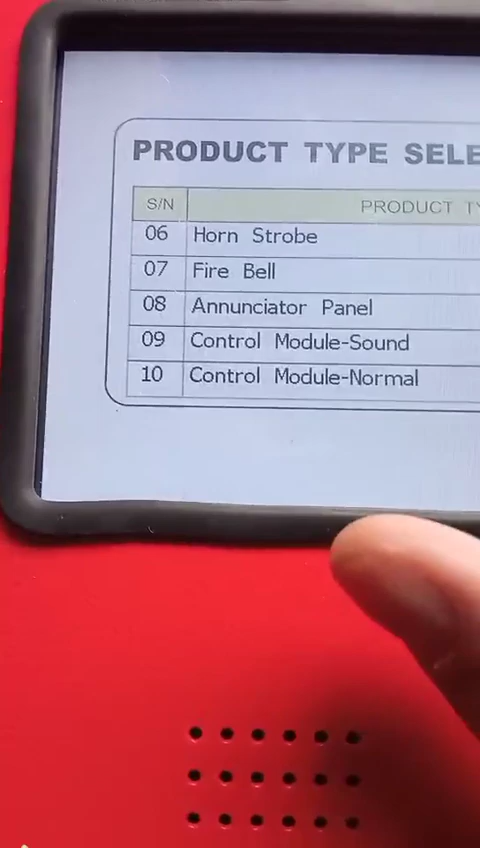 PRODUCT TYPE SELE
S/N PRODUCT TY
06 Horn Strobe
07 Fire Bell
08 Annunciator Panel
09 Control Module-Sound
10 Control Module-Normal